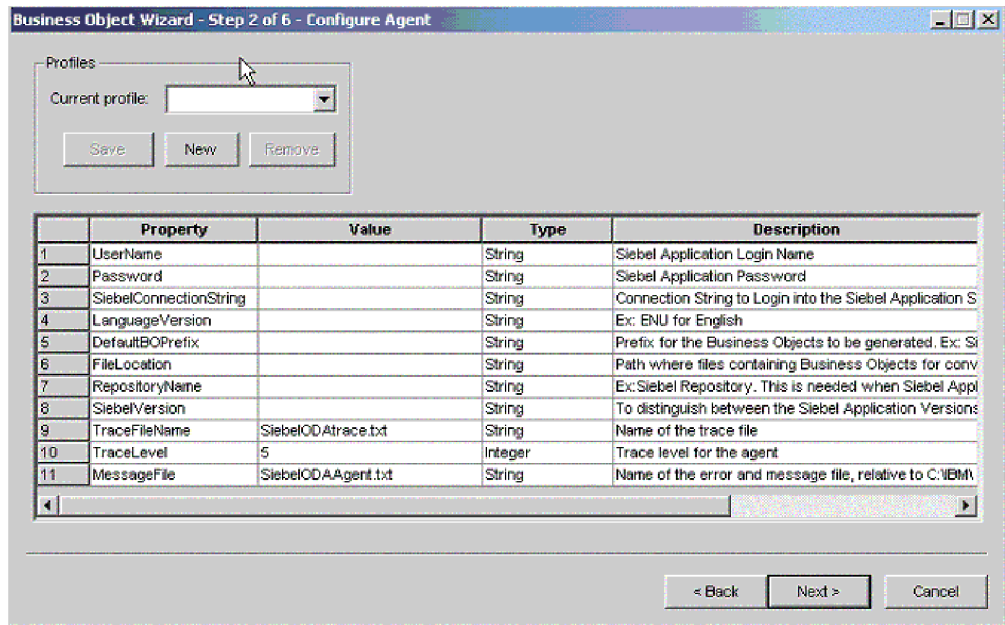 Business Object Wizard - Step 2 of 6 - Configure Agent
Profiles
Current profile:
Save New Remove
Property Value Type Description
1 UserName String Siebel Application Login Name
2 Password String Siebel Application Password
3 SiebelConnectionString String Connection String to Login into the Siebel Application S
4 LanguageVersion String Ex: ENU for English
5 DefaultBOPrefix String Prefix for the Business Objects to be generated. Ex: Si
6 FileLocation String Path where files containing Business Objects for conv
7 RepositoryName String Ex:Siebel Repository. This is needed when Siebel Appl
8 SiebelVersion String To distinguish between the Siebel Application Versions
9 TraceFileName SiebelODAtrace.txt String Name of the trace file
10 TraceLevel 5 Integer Trace level for the agent
11 MessageFile SiebelODAAgent.txt String Name of the error and message file, relative to C:\IBM\
< Back Next > Cancel